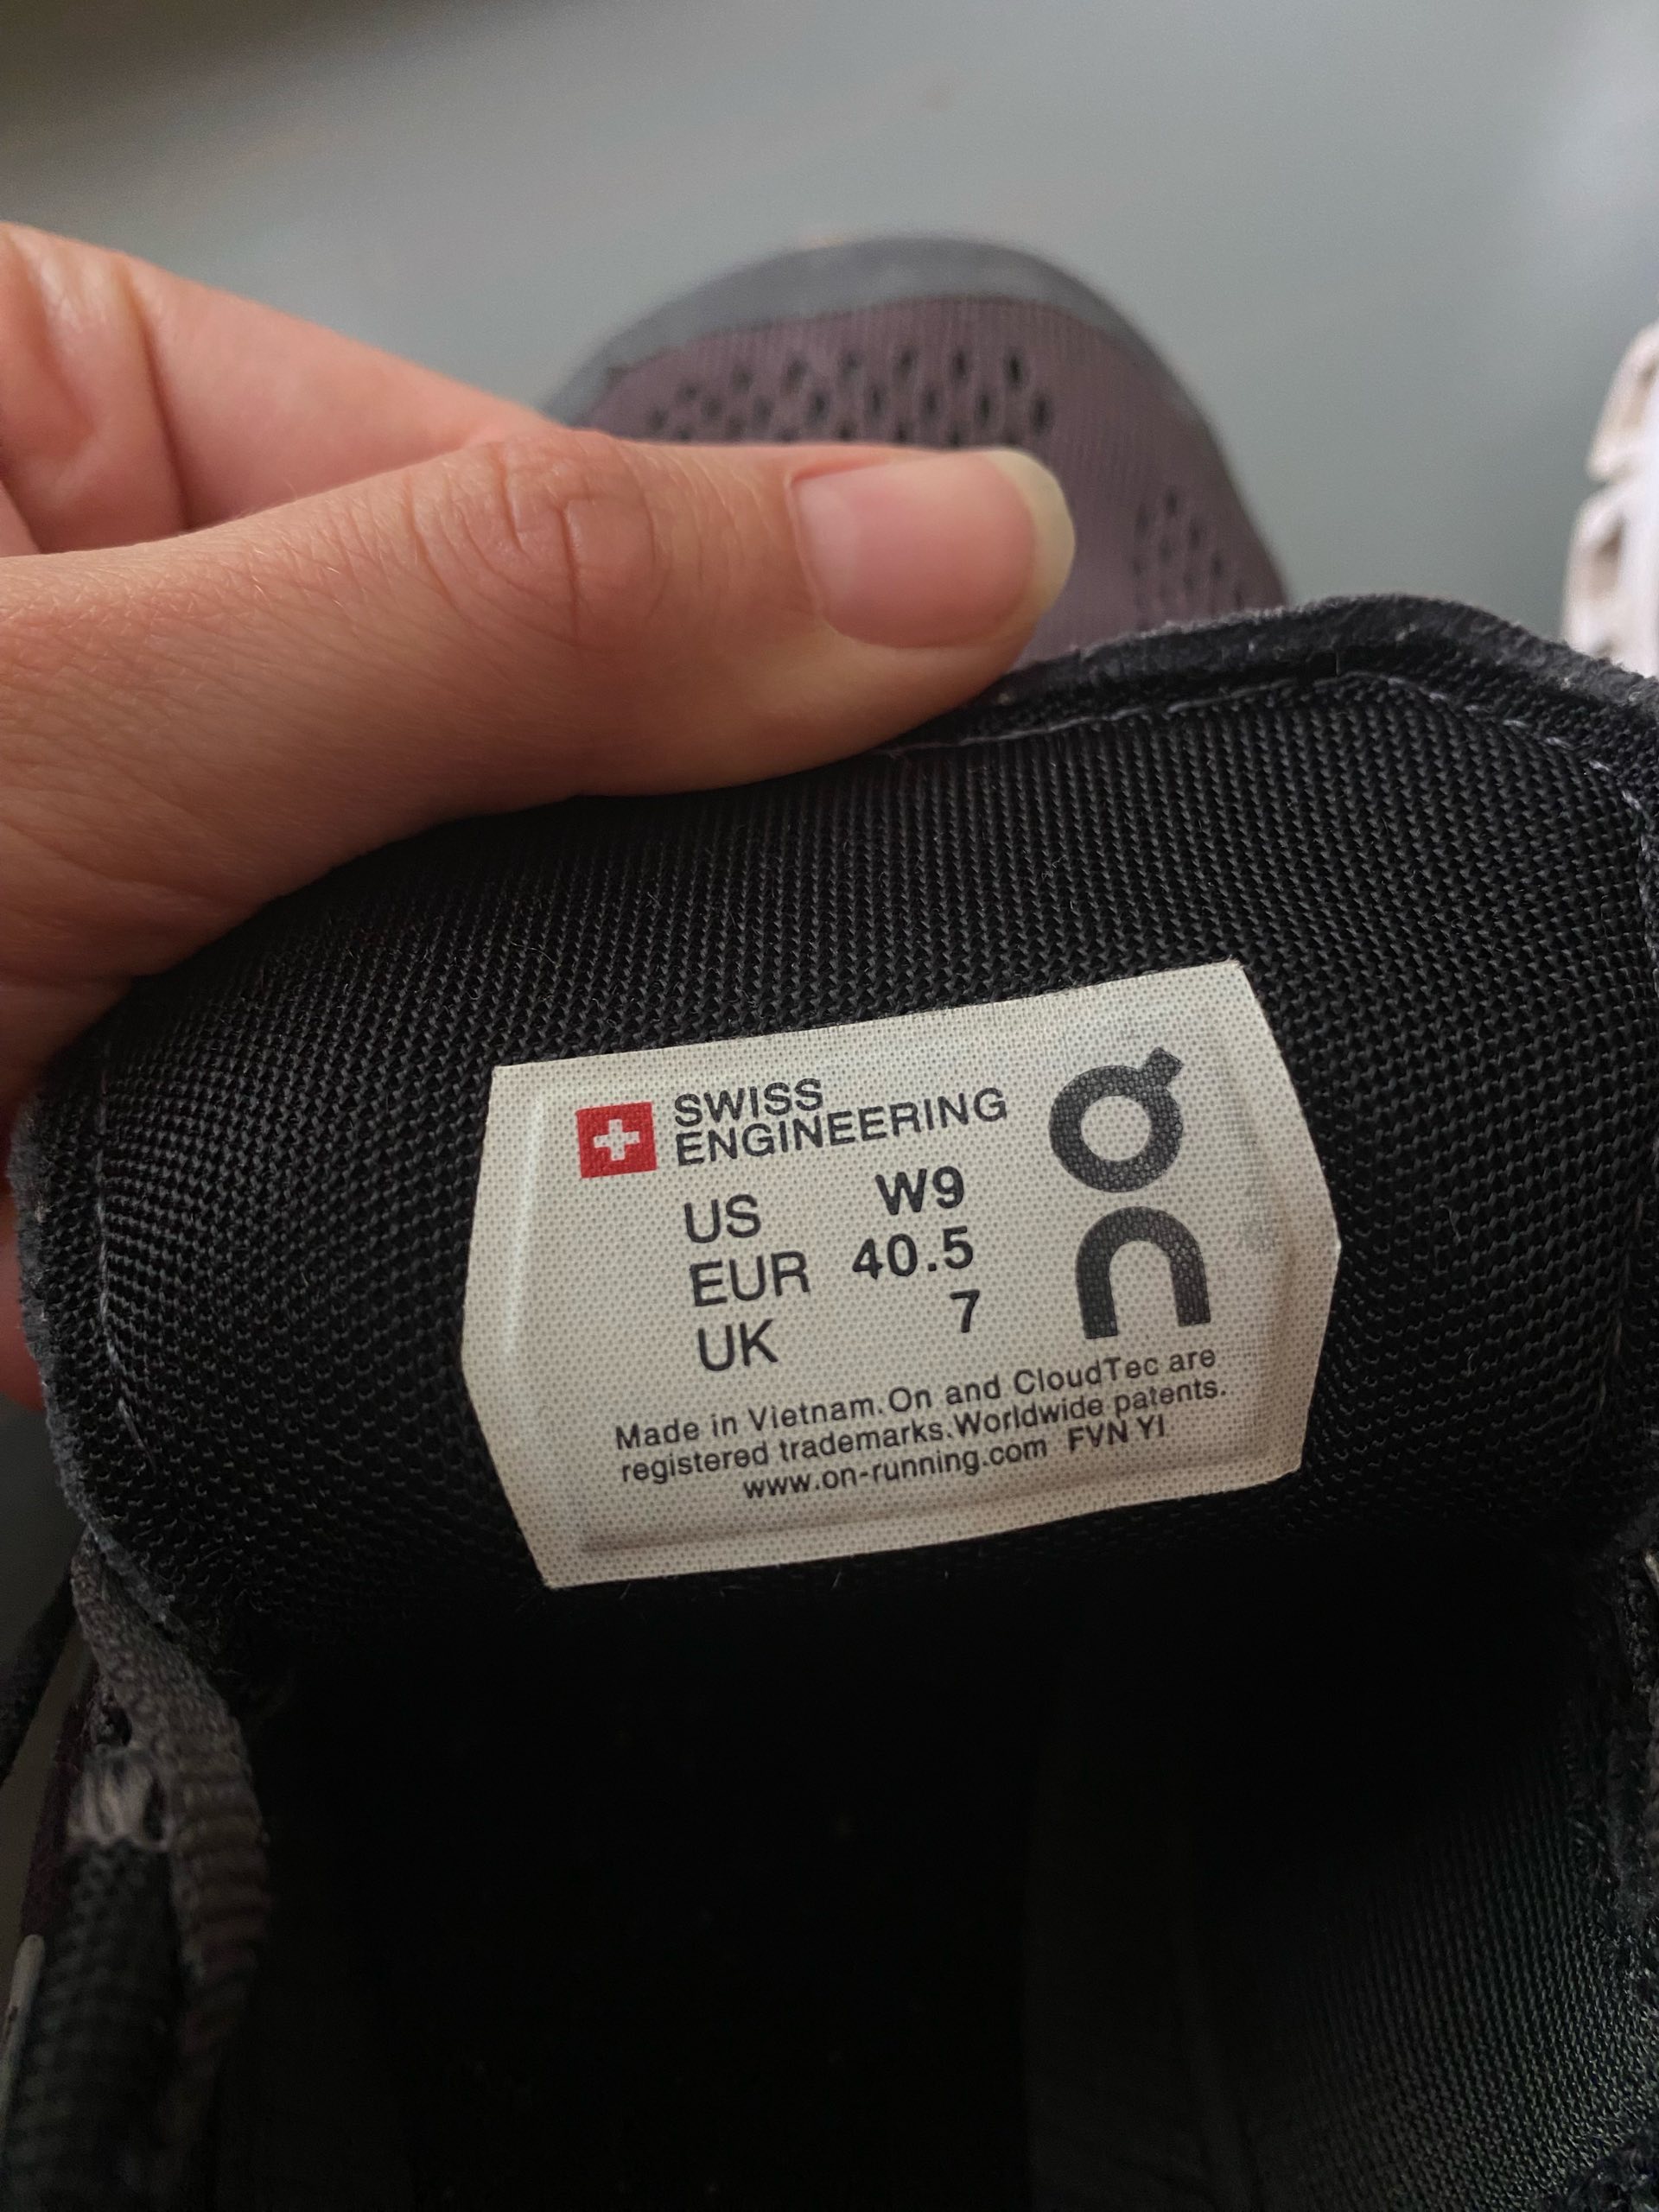 SWISS
ENGINEERING
on
US W9
EUR 40.5
UK 7
Made in Vietnam. On and CloudTec are
registered trademarks. Worldwide patents.
www.on-running.com FVN YI